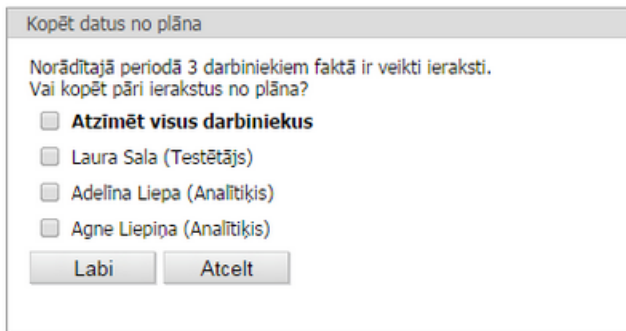 Kopēt datus no plāna
Norādītajā periodā 3 darbiniekiem faktā ir veikti ieraksti.
Vai kopēt pāri ierakstus no plāna?
Atzīmēt visus darbiniekus
Laura Sala (Testētājs)
Adelīna Liepa (Analītiķis)
Agne Liepiņa (Analītiķis)
Labi Atcelt